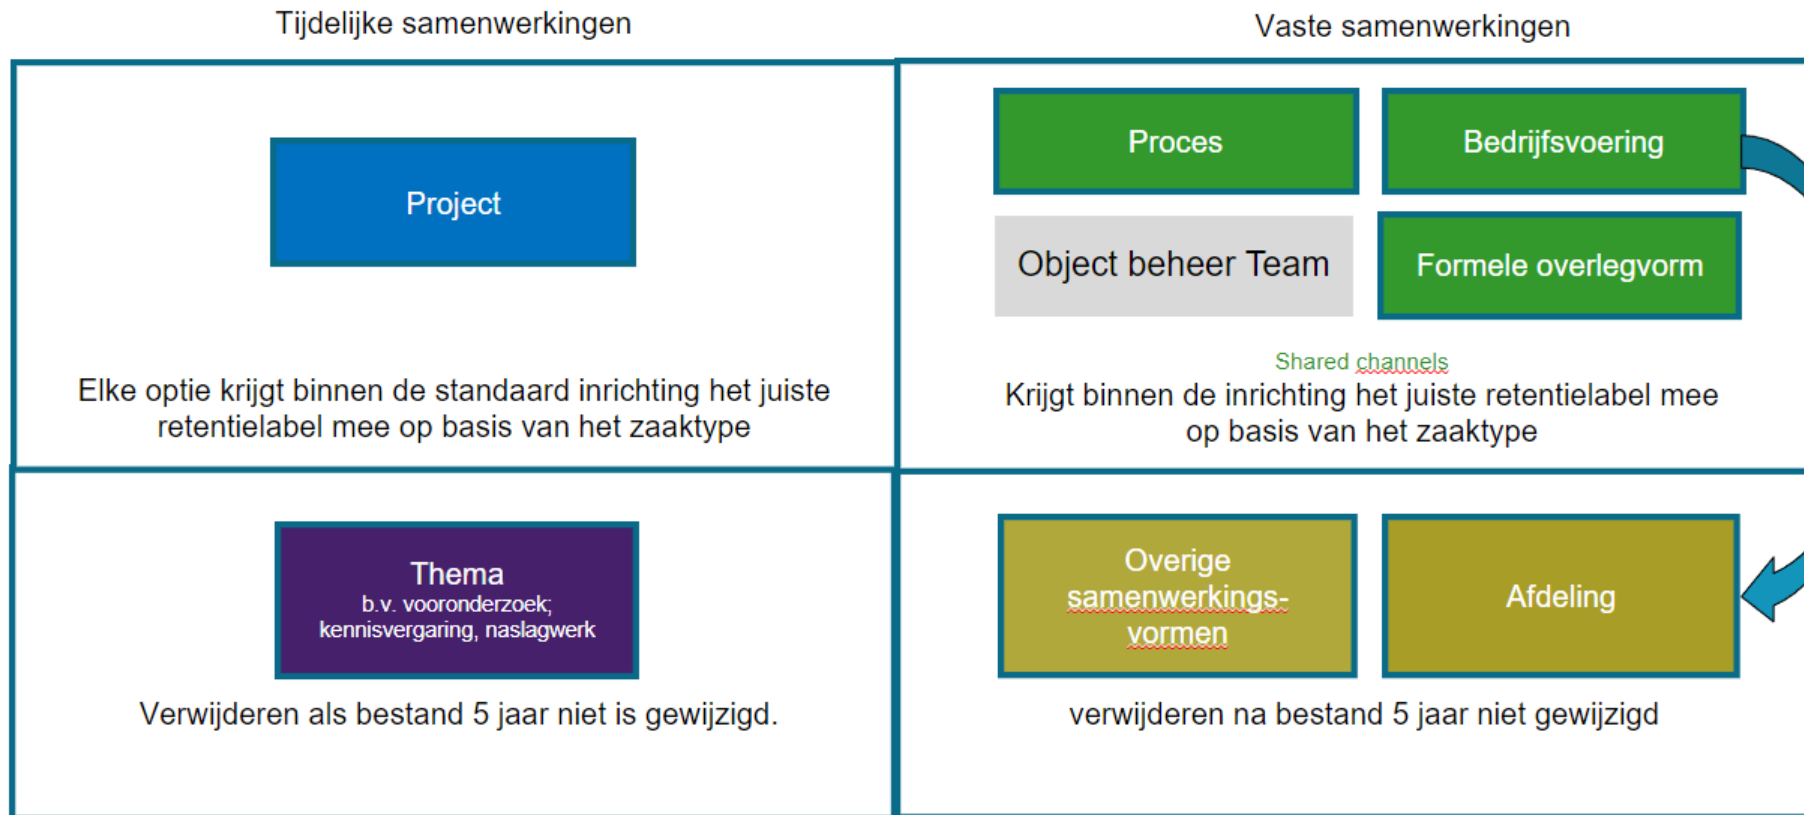 Tijdelijke samenwerkingen
Vaste samenwerkingen
Project
Elke optie krijgt binnen de standaard inrichting het juiste
retentielabel mee op basis van het zaaktype
Proces
Bedrijfsvoering
Object beheer Team
Formele overlegvorm
Shared channels
Krijgt binnen de inrichting het juiste retentielabel mee
op basis van het zaaktype
Thema
b.v. vooronderzoek;
kennisvergaring, naslagwerk
Verwijderen als bestand 5 jaar niet is gewijzigd.
Overige
samenwerkings-
vormen
Afdeling
verwijderen na bestand 5 jaar niet gewijzigd